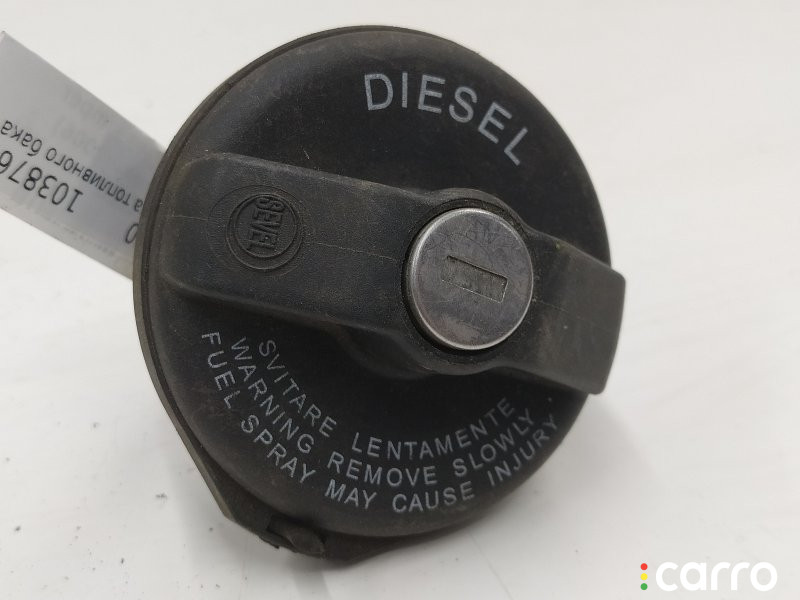 DIESEL
SEVEL
SVITARE LENTAMENTE
WARNING REMOVE SLOWLY
FUEL SPRAY MAY CAUSE INJURY
103876
а топливного бака
carro